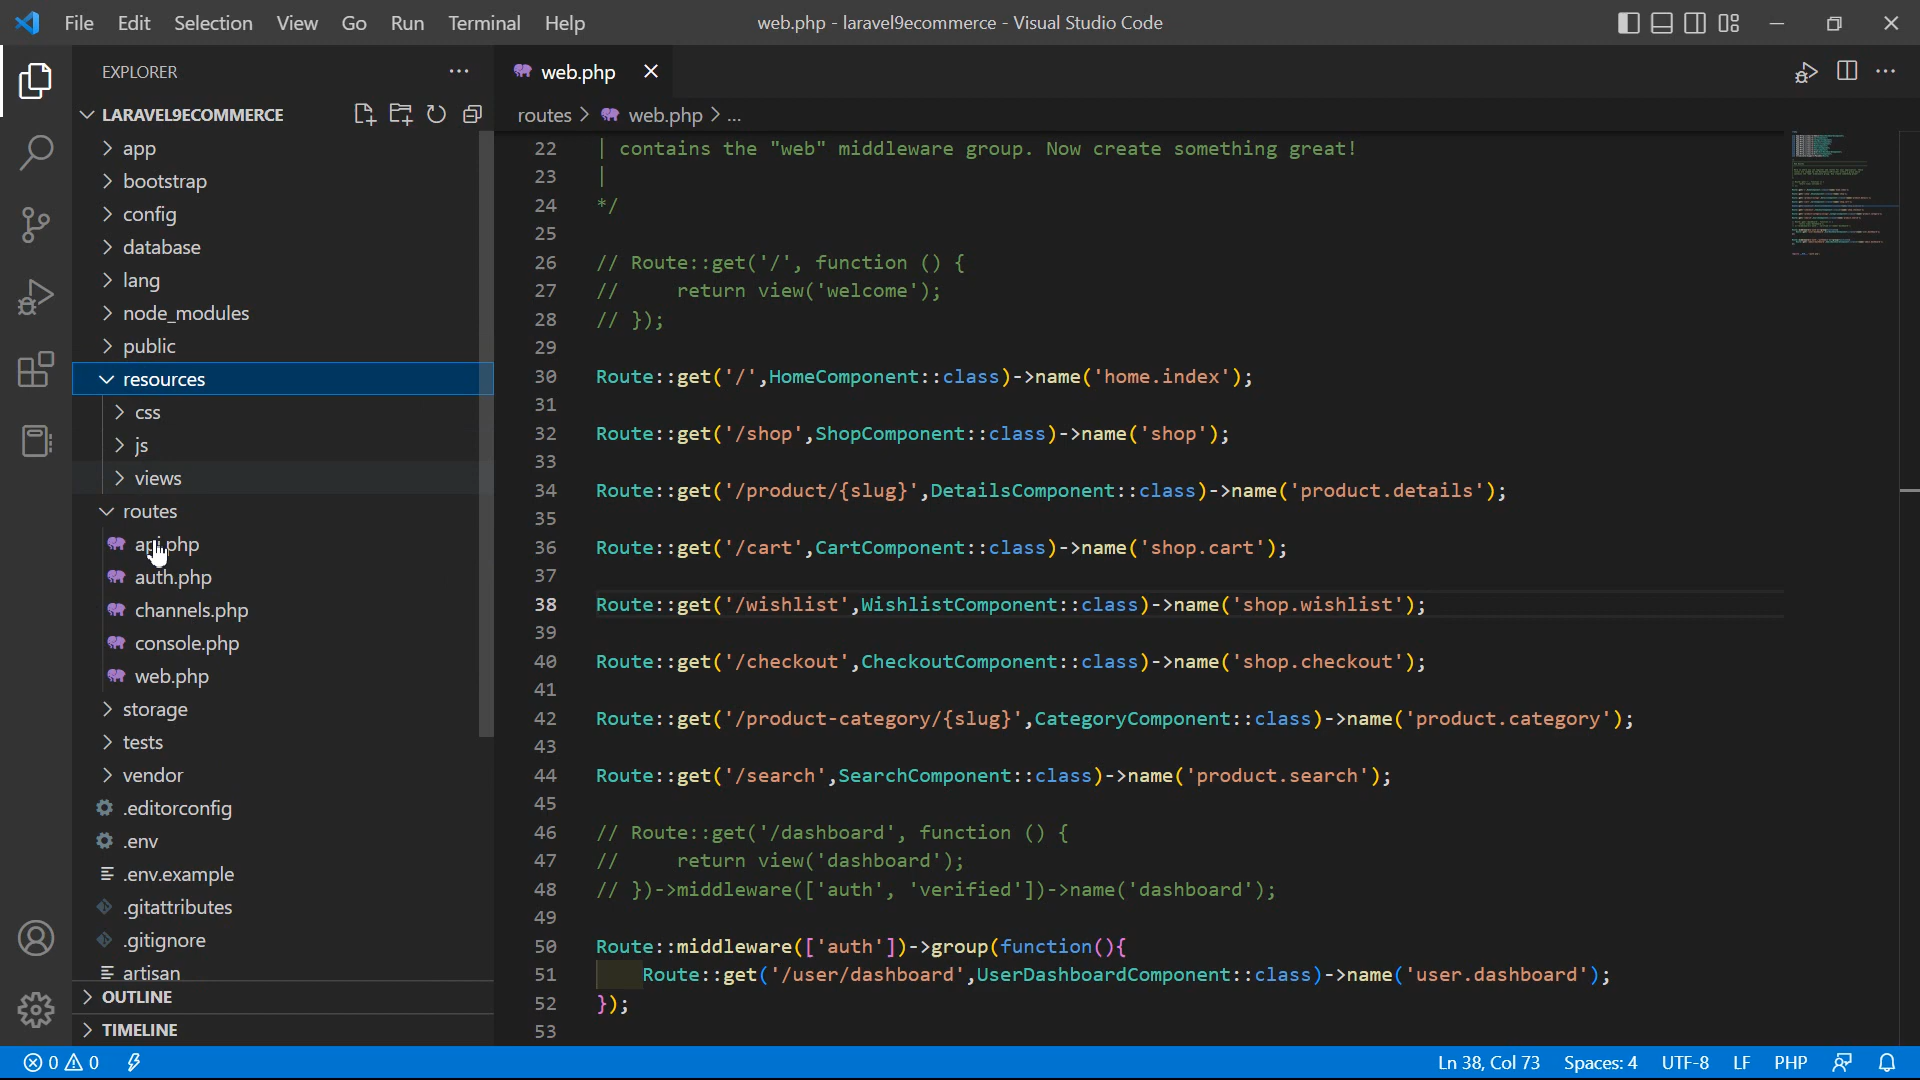 File Edit Selection View Go Run Terminal Help
web.php - laravel9ecommerce - Visual Studio Code
EXPLORER
LARAVEL9ECOMMERCE
app
bootstrap
config
database
lang
node_modules
public
resources
css
js
views
routes
api.php
auth.php
channels.php
console.php
web.php
storage
tests
vendor
.editorconfig
.env
.env.example
.gitattributes
.gitignore
artisan
OUTLINE
TIMELINE
web.php
routes > web.php > ...
22 | contains the "web" middleware group. Now create something great!
23 |
24 */
25
26 // Route::get('/', function () {
27 //     return view('welcome');
28 // });
29
30 Route::get('/',HomeComponent::class)->name('home.index');
31
32 Route::get('/shop',ShopComponent::class)->name('shop');
33
34 Route::get('/product/{slug}',DetailsComponent::class)->name('product.details');
35
36 Route::get('/cart',CartComponent::class)->name('shop.cart');
37
38 Route::get('/wishlist',WishlistComponent::class)->name('shop.wishlist');
39
40 Route::get('/checkout',CheckoutComponent::class)->name('shop.checkout');
41
42 Route::get('/product-category/{slug}',CategoryComponent::class)->name('product.category');
43
44 Route::get('/search',SearchComponent::class)->name('product.search');
45
46 // Route::get('/dashboard', function () {
47 //     return view('dashboard');
48 // })->middleware(['auth', 'verified'])->name('dashboard');
49
50 Route::middleware(['auth'])->group(function(){
51     Route::get('/user/dashboard',UserDashboardComponent::class)->name('user.dashboard');
52 });
53
0 0
Ln 38, Col 73 Spaces: 4 UTF-8 LF PHP